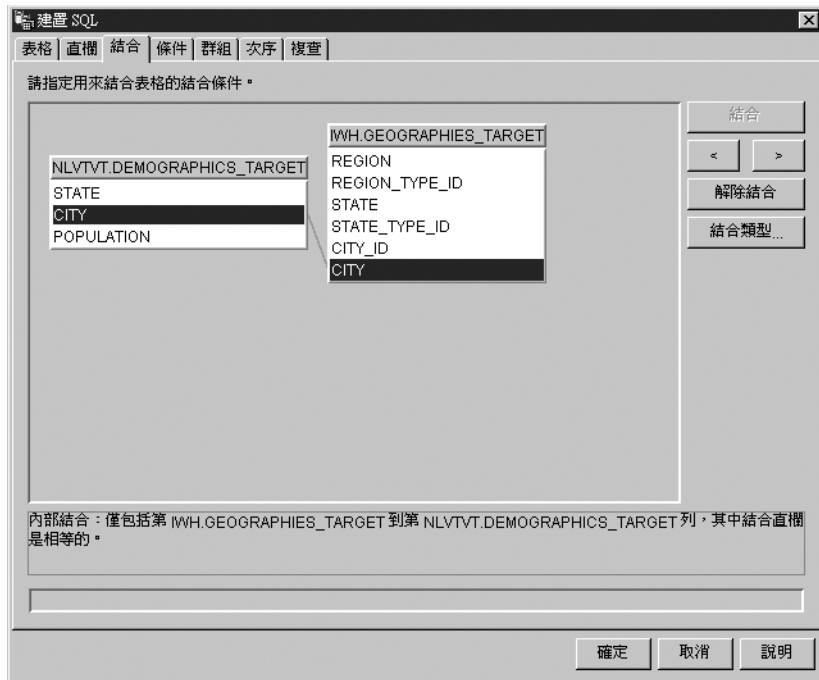 建置 SQL
表格 直欄 結合 條件 群組 次序 複查
請指定用來結合表格的結合條件。
NLVTVT.DEMOGRAPHICS_TARGET
STATE
CITY
POPULATION
IWH.GEOGRAPHIES_TARGET
REGION
REGION_TYPE_ID
STATE
STATE_TYPE_ID
CITY_ID
CITY
結合
< >
解除結合
結合類型...
內部結合：僅包括第 IWH.GEOGRAPHIES_TARGET 到第 NLVTVT.DEMOGRAPHICS_TARGET 列，其中結合直欄
是相等的。
確定 取消 說明